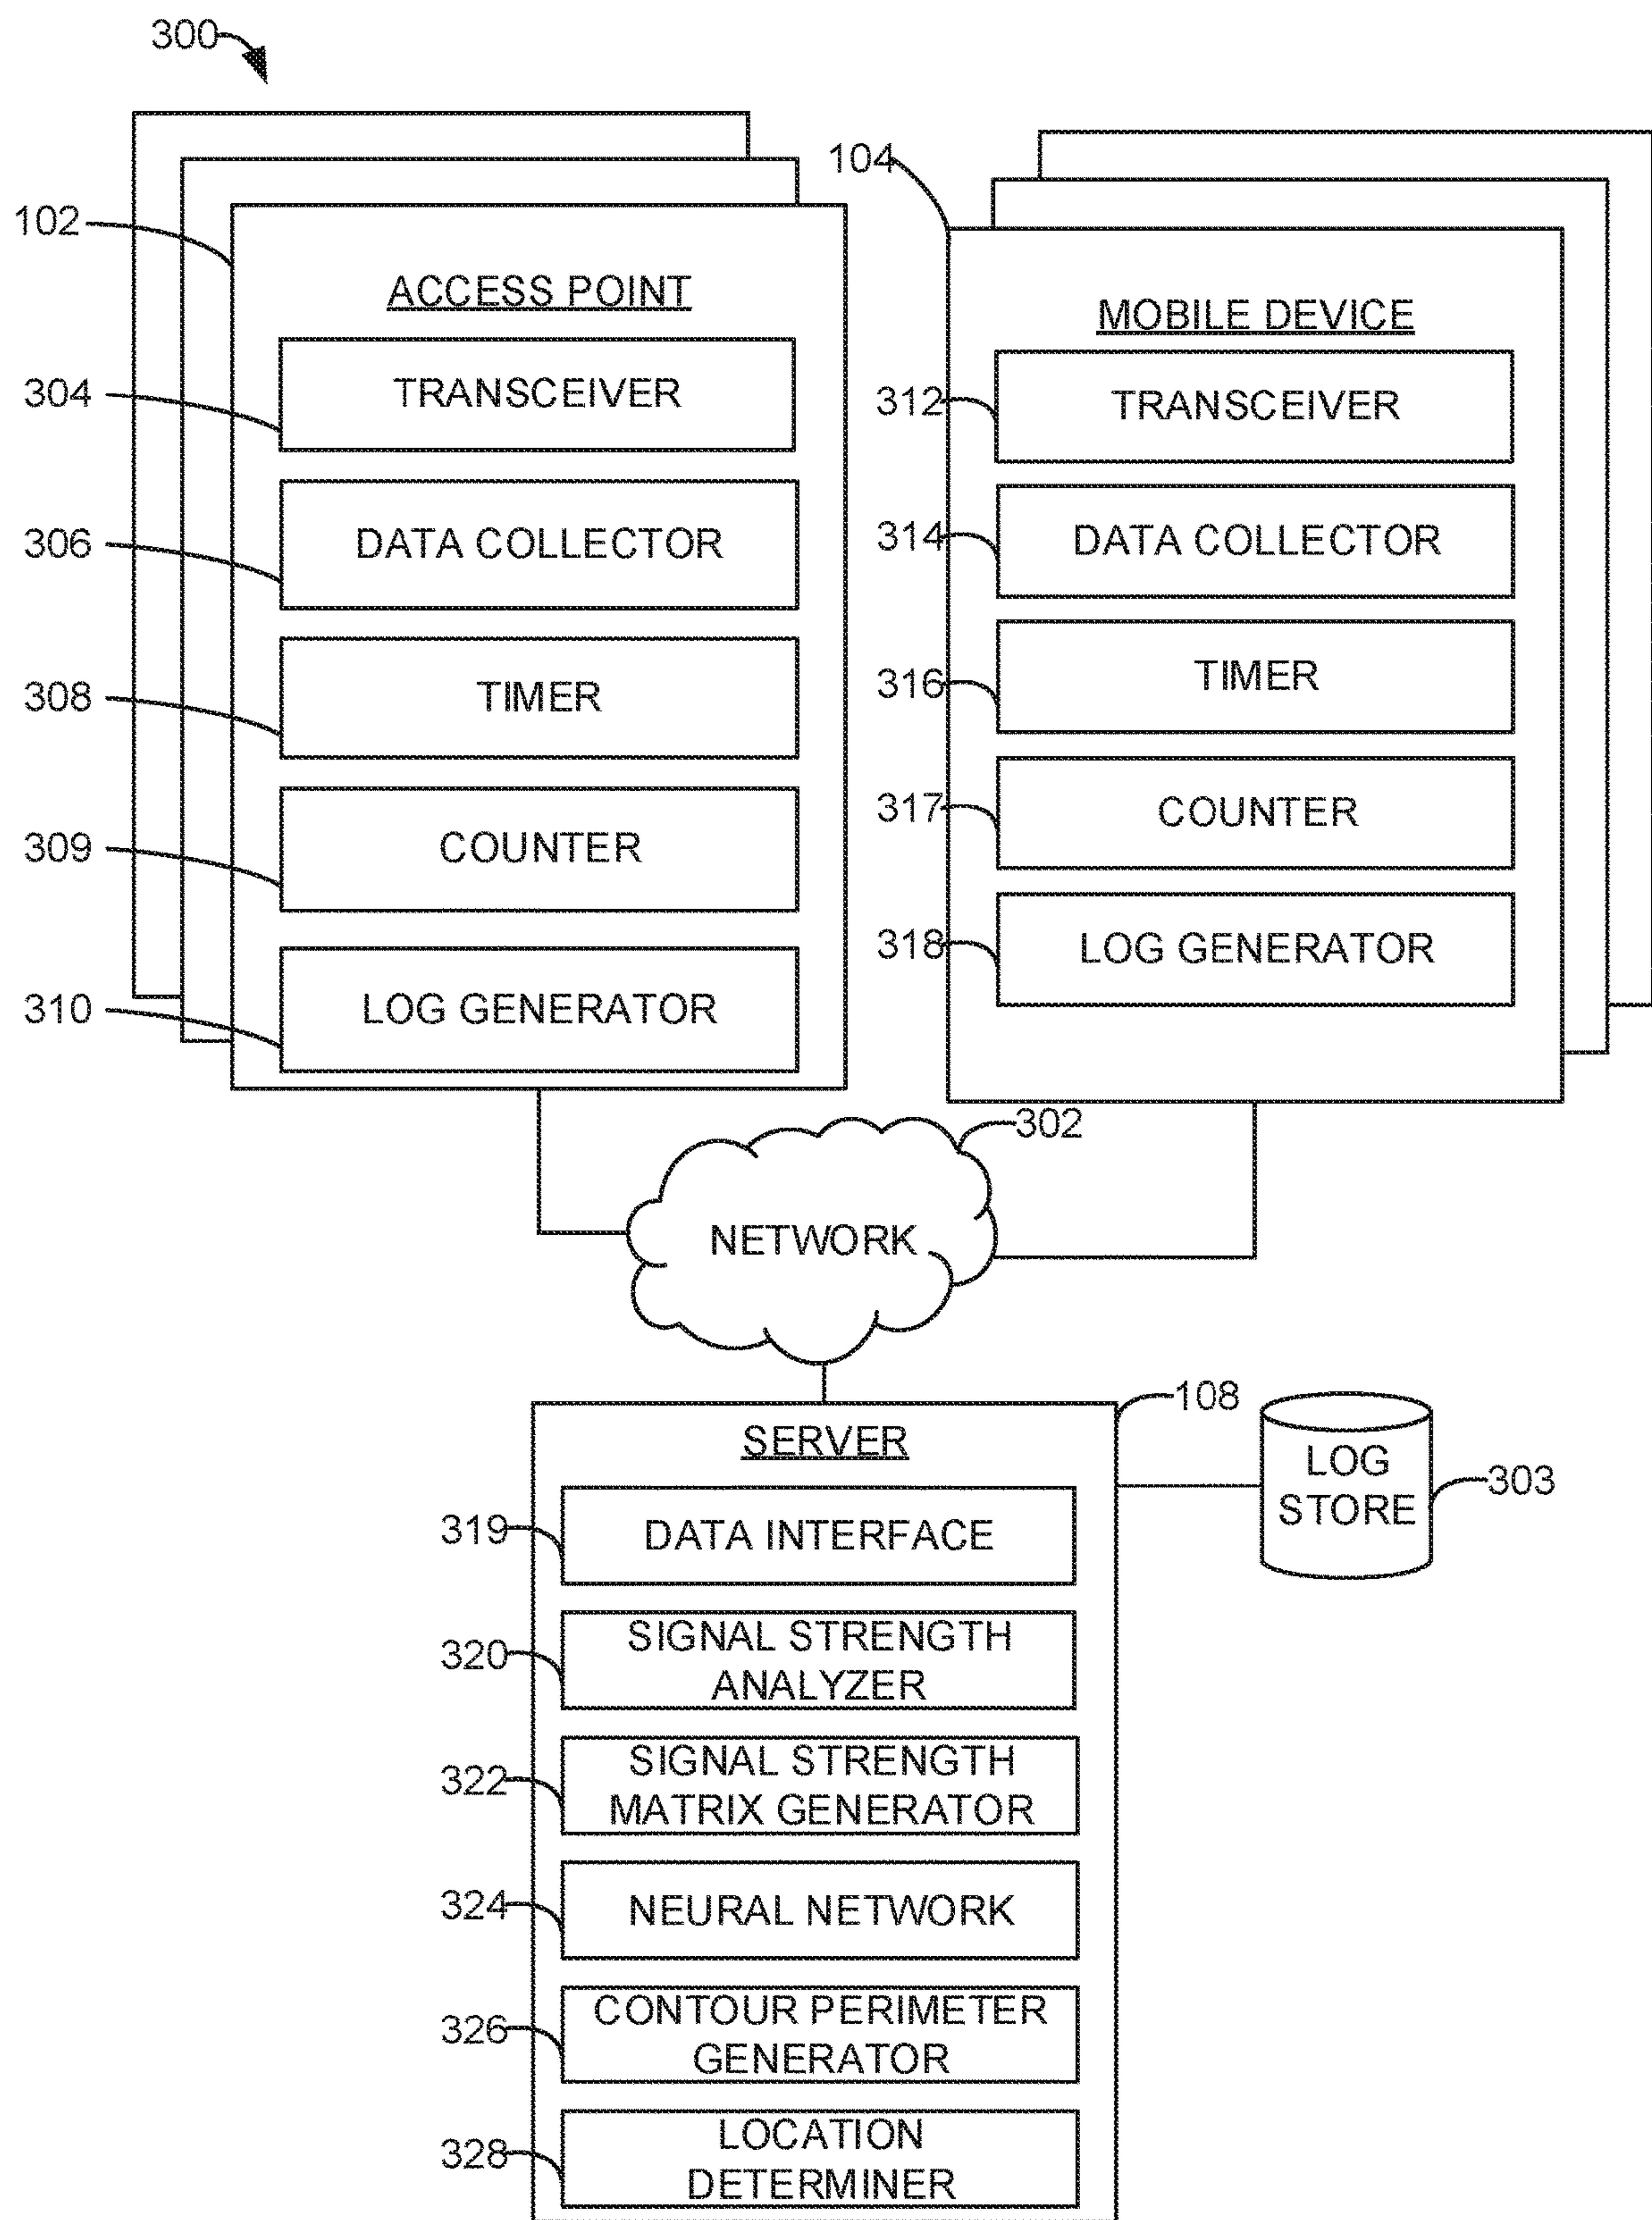 300
102
ACCESS POINT
304
TRANSCEIVER
306
DATA COLLECTOR
308
TIMER
309
COUNTER
310
LOG GENERATOR
104
MOBILE DEVICE
312
TRANSCEIVER
314
DATA COLLECTOR
316
TIMER
317
COUNTER
318
LOG GENERATOR
302
NETWORK
108
SERVER
319
DATA INTERFACE
320
SIGNAL STRENGTH
ANALYZER
322
SIGNAL STRENGTH
MATRIX GENERATOR
324
NEURAL NETWORK
326
CONTOUR PERIMETER
GENERATOR
328
LOCATION
DETERMINER
LOG
STORE
303